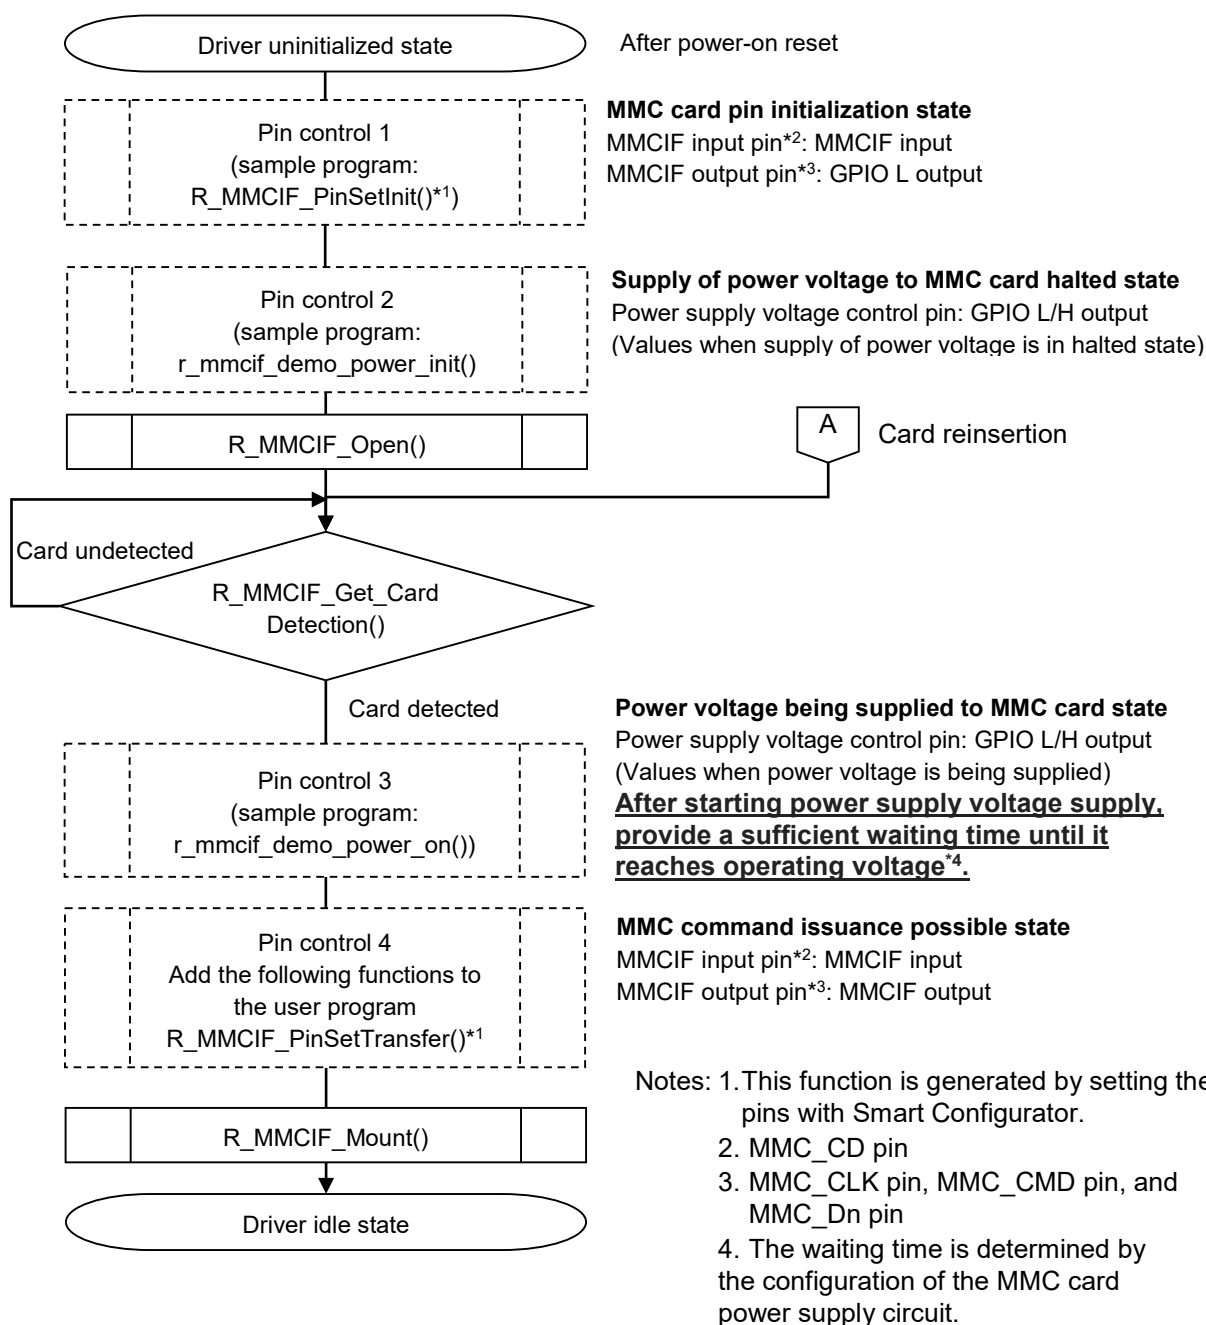 Driver uninitialized state
After power-on reset
Pin control 1
(sample program:
R_MMCIF_PinSetInit()*1)
MMC card pin initialization state
MMCIF input pin*2: MMCIF input
MMCIF output pin*3: GPIO L output
Pin control 2
(sample program:
r_mmcif_demo_power_init()
Supply of power voltage to MMC card halted state
Power supply voltage control pin: GPIO L/H output
(Values when supply of power voltage is in halted state)
R_MMCIF_Open()
A
Card reinsertion
Card undetected
R_MMCIF_Get_Card
Detection()
Card detected
Pin control 3
(sample program:
r_mmcif_demo_power_on())
Power voltage being supplied to MMC card state
Power supply voltage control pin: GPIO L/H output
(Values when power voltage is being supplied)
After starting power supply voltage supply,
provide a sufficient waiting time until it
reaches operating voltage*4.
Pin control 4
Add the following functions to
the user program
R_MMCIF_PinSetTransfer()*1
MMC command issuance possible state
MMCIF input pin*2: MMCIF input
MMCIF output pin*3: MMCIF output
R_MMCIF_Mount()
Driver idle state
Notes: 1.This function is generated by setting the
pins with Smart Configurator.
2. MMC_CD pin
3. MMC_CLK pin, MMC_CMD pin, and
MMC_Dn pin
4. The waiting time is determined by
the configuration of the MMC card
power supply circuit.